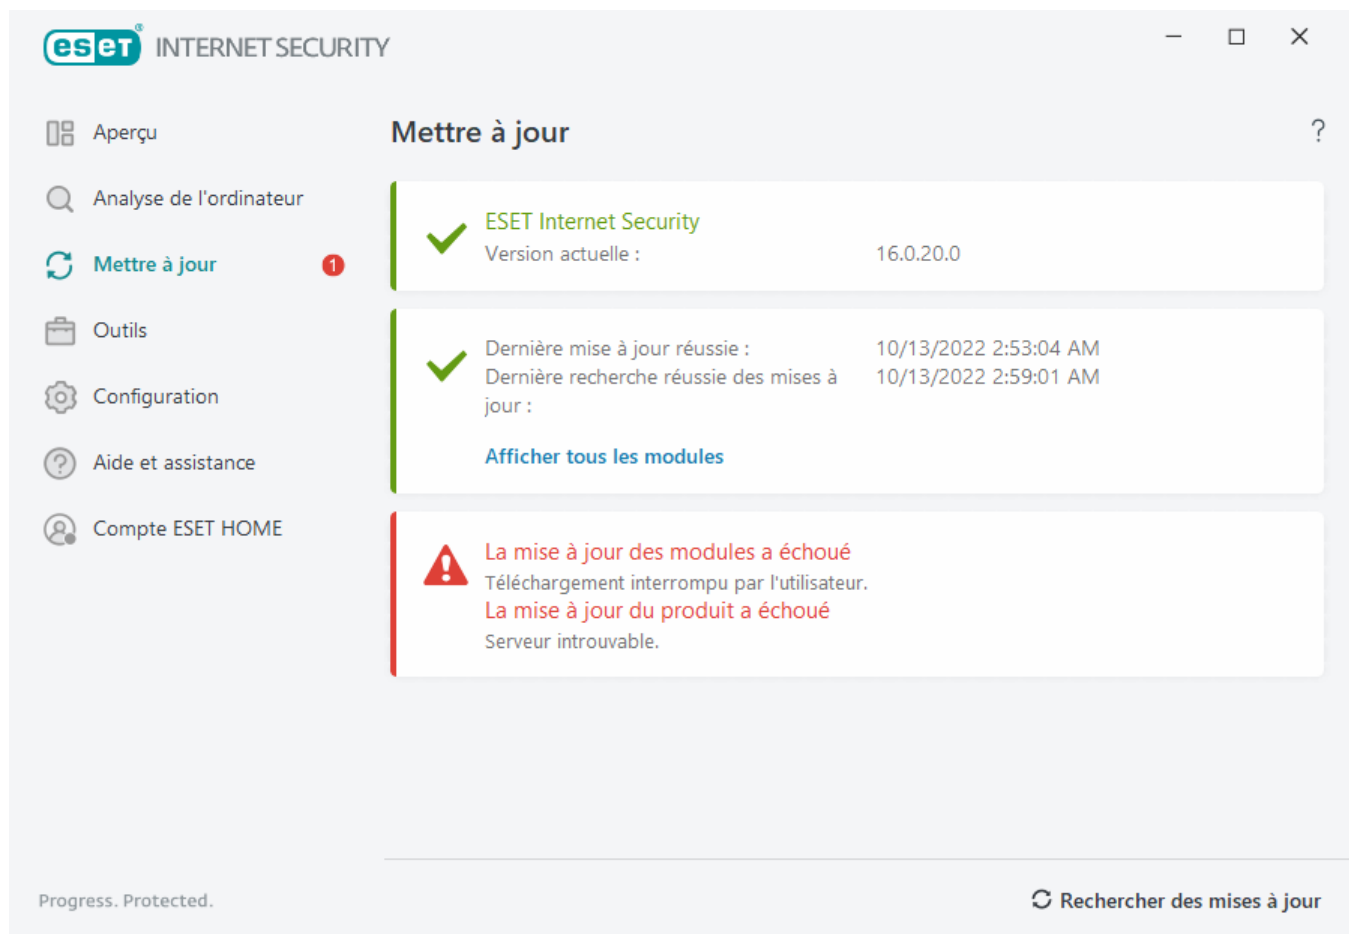 eset® INTERNET SECURITY
Aperçu
Analyse de l'ordinateur
Mettre à jour 1
Outils
Configuration
Aide et assistance
Compte ESET HOME
Mettre à jour ?
ESET Internet Security
Version actuelle : 16.0.20.0
Dernière mise à jour réussie : 10/13/2022 2:53:04 AM
Dernière recherche réussie des mises à 10/13/2022 2:59:01 AM
jour :
Afficher tous les modules
La mise à jour des modules a échoué
Téléchargement interrompu par l'utilisateur.
La mise à jour du produit a échoué
Serveur introuvable.
Progress. Protected.
Rechercher des mises à jour